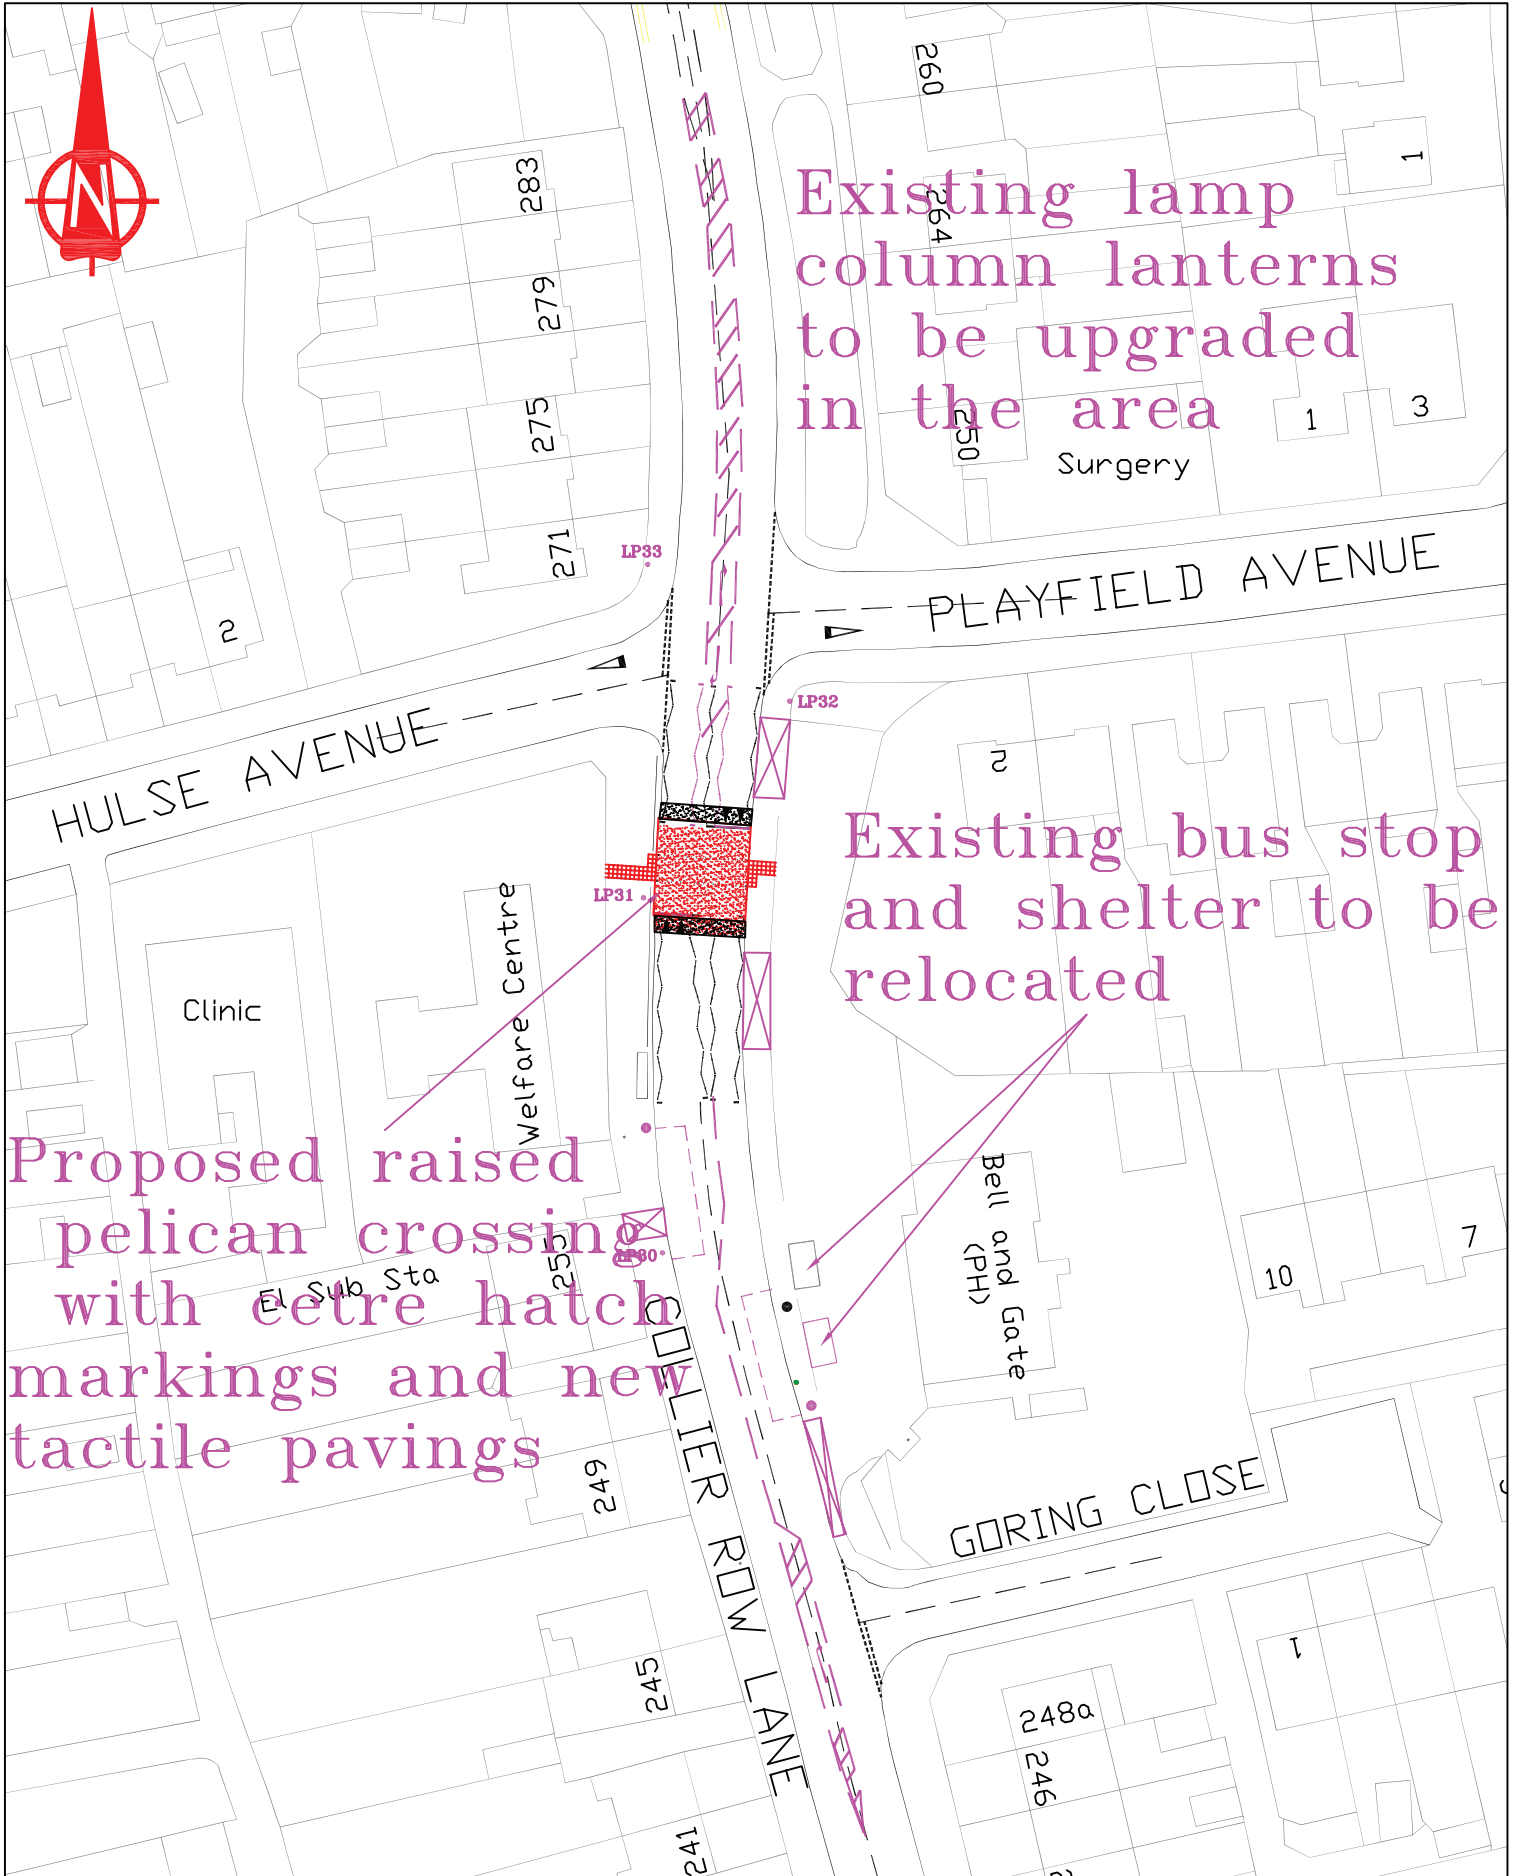 N
260
1
283
Existing lamp
264
column lanterns
279
to be upgraded
275
in the area
250
1
3
Surgery
271
LP33
PLAYFIELD AVENUE
2
LP32
HULSE AVENUE
2
Existing bus stop
LP31
and shelter to be
Welfare Centre
relocated
Clinic
Proposed raised
pelican crossing
Bell and Gate
(PH)
LP30
255
7
10
El Sub Sta
with cetre hatch
markings and new
tactile pavings
COLLIER ROW LANE
249
GORING CLOSE
245
1
248a
246
241